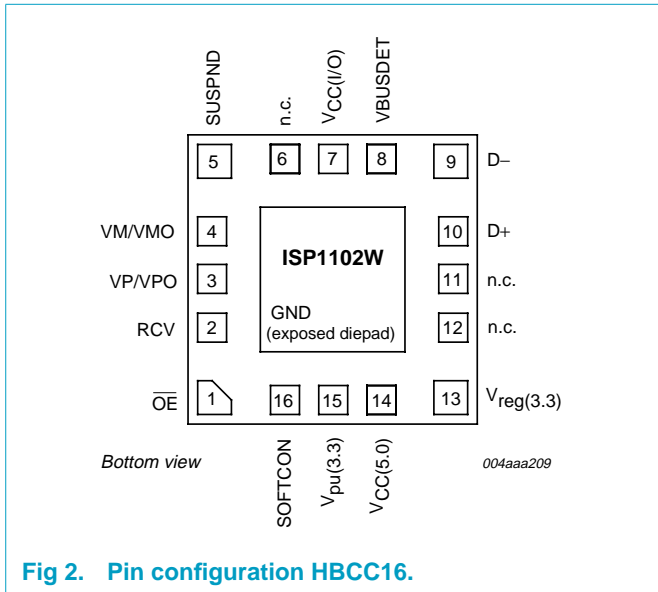 SUSPND
n.c.
VCC(I/O)
VBUSDET
5
6
7
8
9
D−
VM/VMO
4
10
D+
ISP1102W
VP/VPO
3
11
n.c.
GND
(exposed diepad)
RCV
2
12
n.c.
OE
1
16
15
14
13
Vreg(3.3)
Bottom view
SOFTCON
Vpu(3.3)
VCC(5.0)
004aaa209
Fig 2. Pin configuration HBCC16.